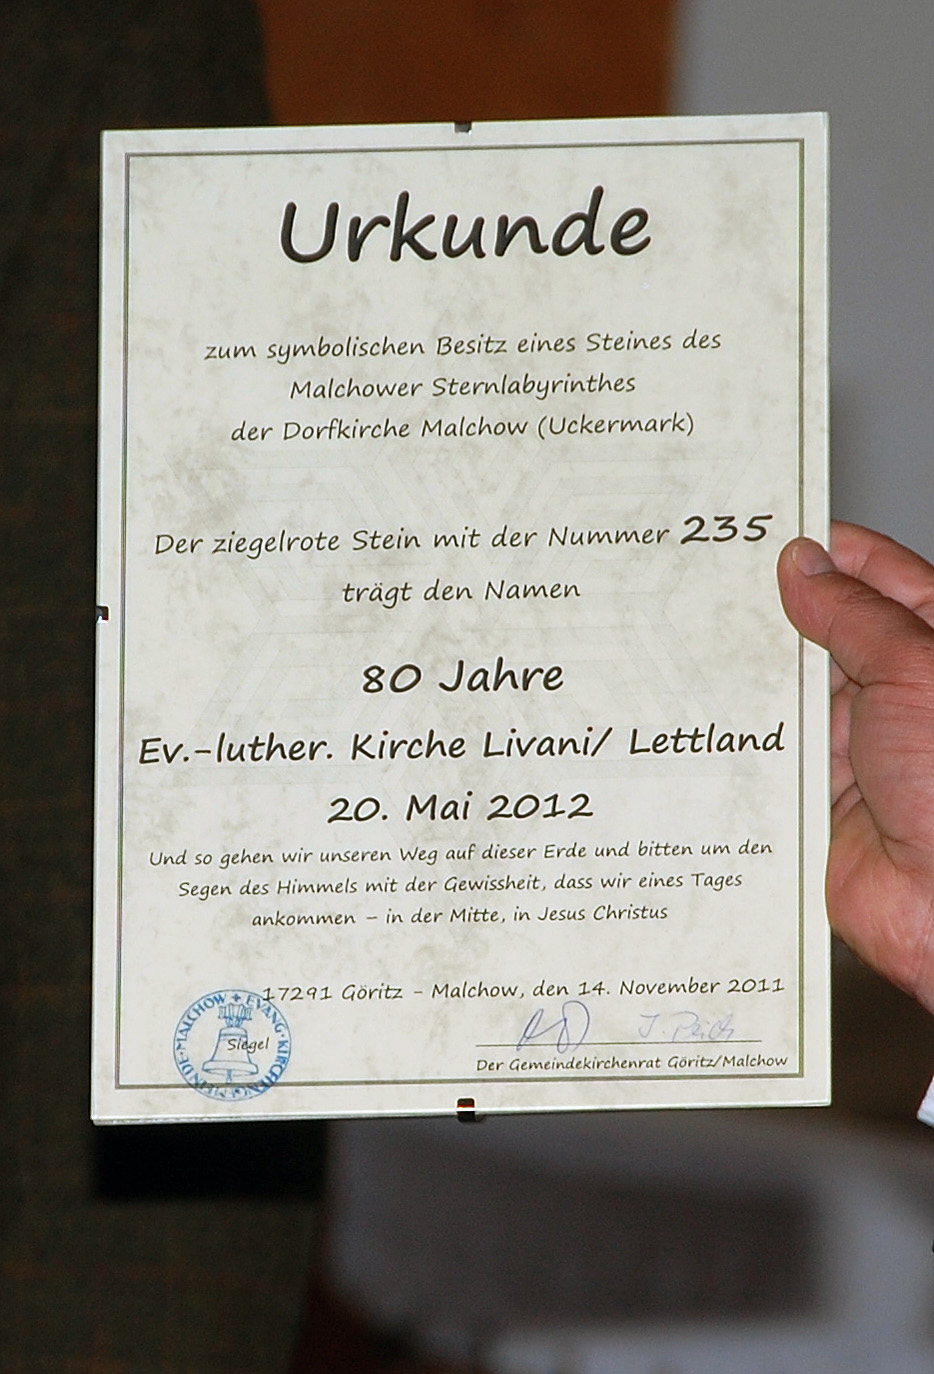 Urkunde
zum symbolischen Besitz eines Steines des
Malchower Sternlabyrinthes
der Dorfkirche Malchow (Uckermark)
Der ziegelrote Stein mit der Nummer 235
trägt den Namen
80 Jahre
Ev.-luther. Kirche Livani/ Lettland
20. Mai 2012
Und so gehen wir unseren Weg auf dieser Erde und bitten um den
Segen des Himmels mit der Gewissheit, dass wir eines Tages
ankommen – in der Mitte, in Jesus Christus
17291 Göritz - Malchow, den 14. November 2011
EVANG. KIRCHENGEMEINDE MALCHOW
Siegel
Der Gemeindekirchenrat Göritz/Malchow